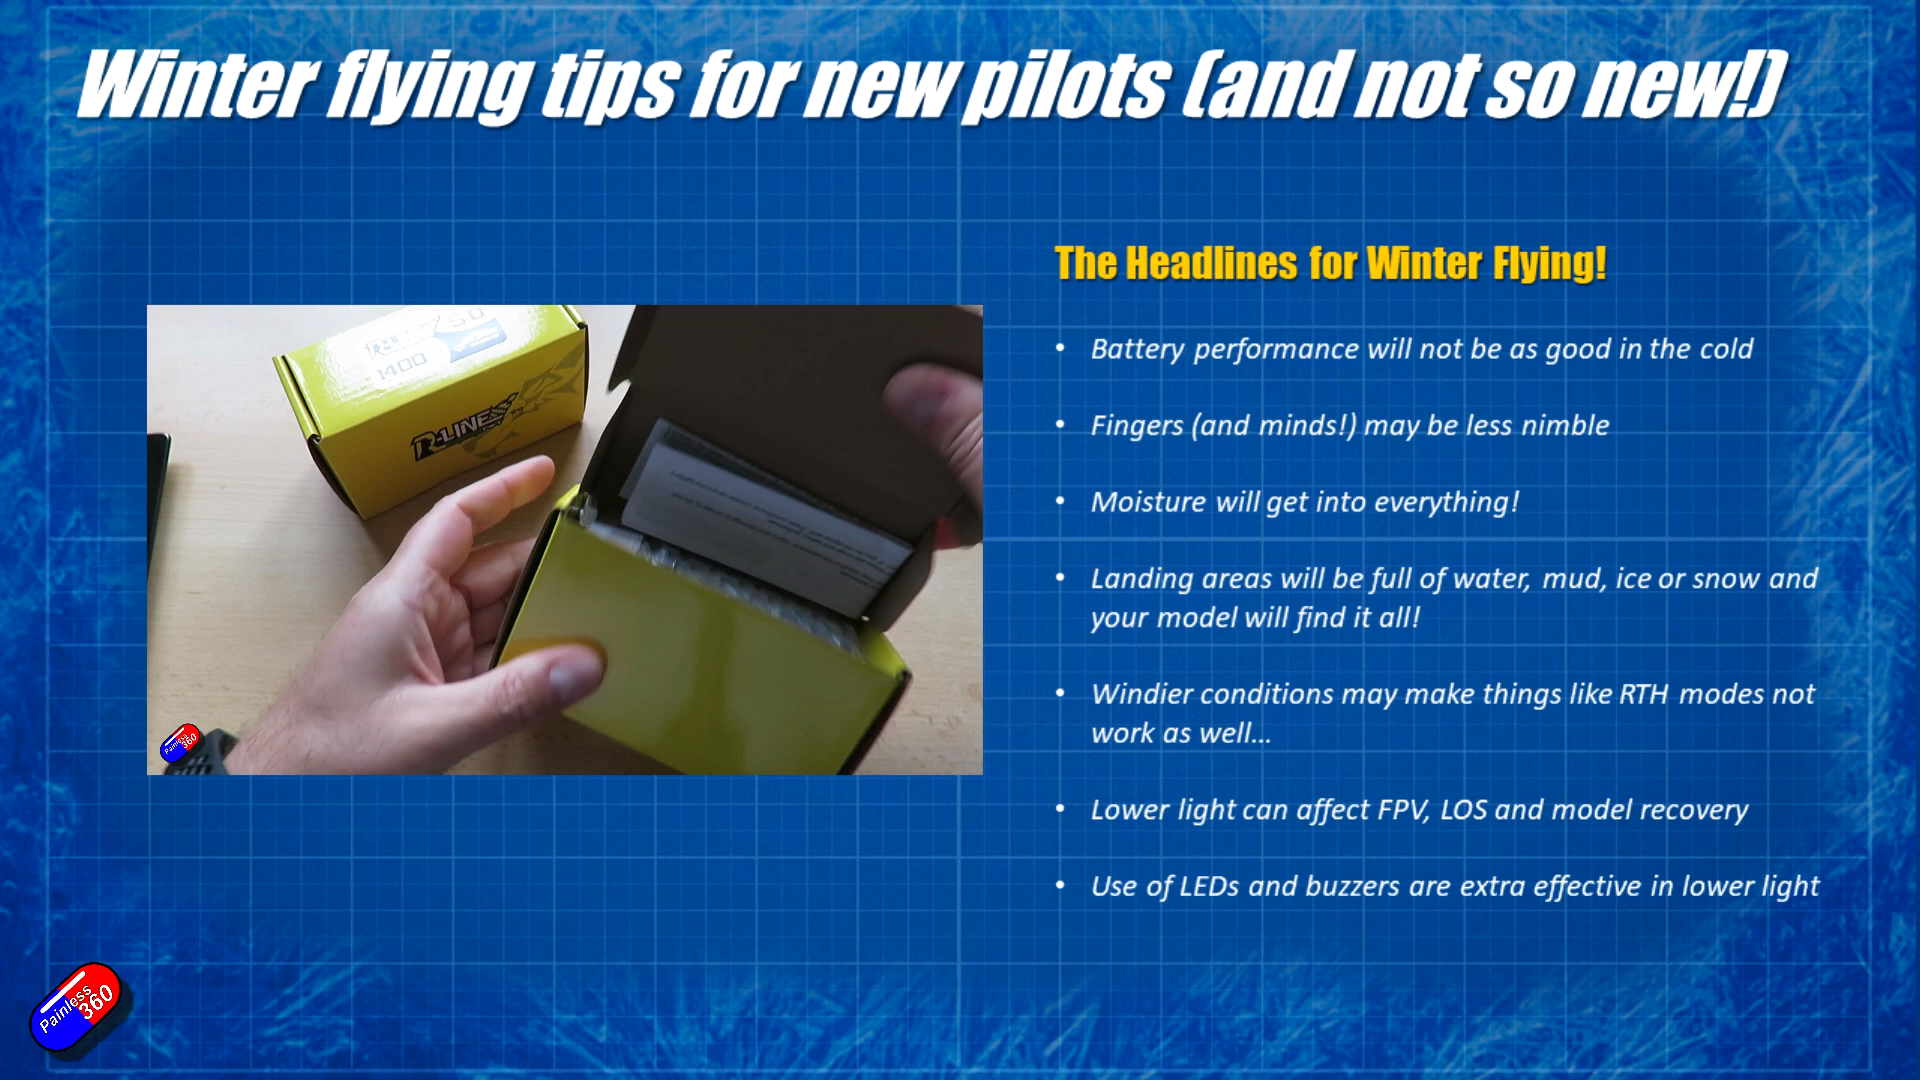 Winter flying tips for new pilots (and not so new!)
The Headlines for Winter Flying!
• Battery performance will not be as good in the cold
• Fingers (and minds!) may be less nimble
• Moisture will get into everything!
• Landing areas will be full of water, mud, ice or snow and
your model will find it all!
• Windier conditions may make things like RTH modes not
work as well...
• Lower light can affect FPV, LOS and model recovery
• Use of LEDs and buzzers are extra effective in lower light
1400
R-LINE
Painless
360
Painless
360